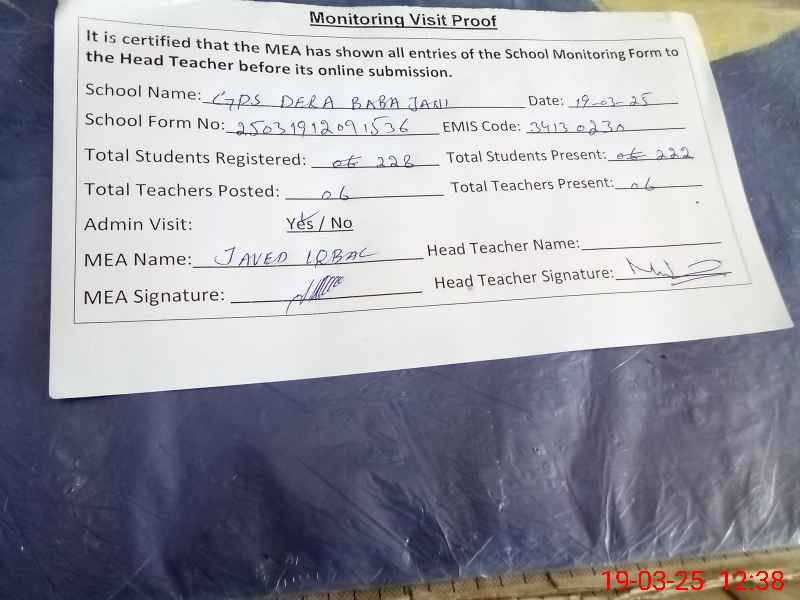 Monitoring Visit Proof
It is certified that the MEA has shown all entries of the School Monitoring Form to
the Head Teacher before its online submission.
School Name: GPS DERA BABA JANI Date: 19-03-25
School Form No: 25031912091536 EMIS Code: 34130230
Total Students Registered: 228 Total Students Present: 222
Total Teachers Posted: 06 Total Teachers Present: 06
Admin Visit: Yes / No
MEA Name: JAVED IQBAL Head Teacher Name:
MEA Signature: Head Teacher Signature:
19-03-25 12:38